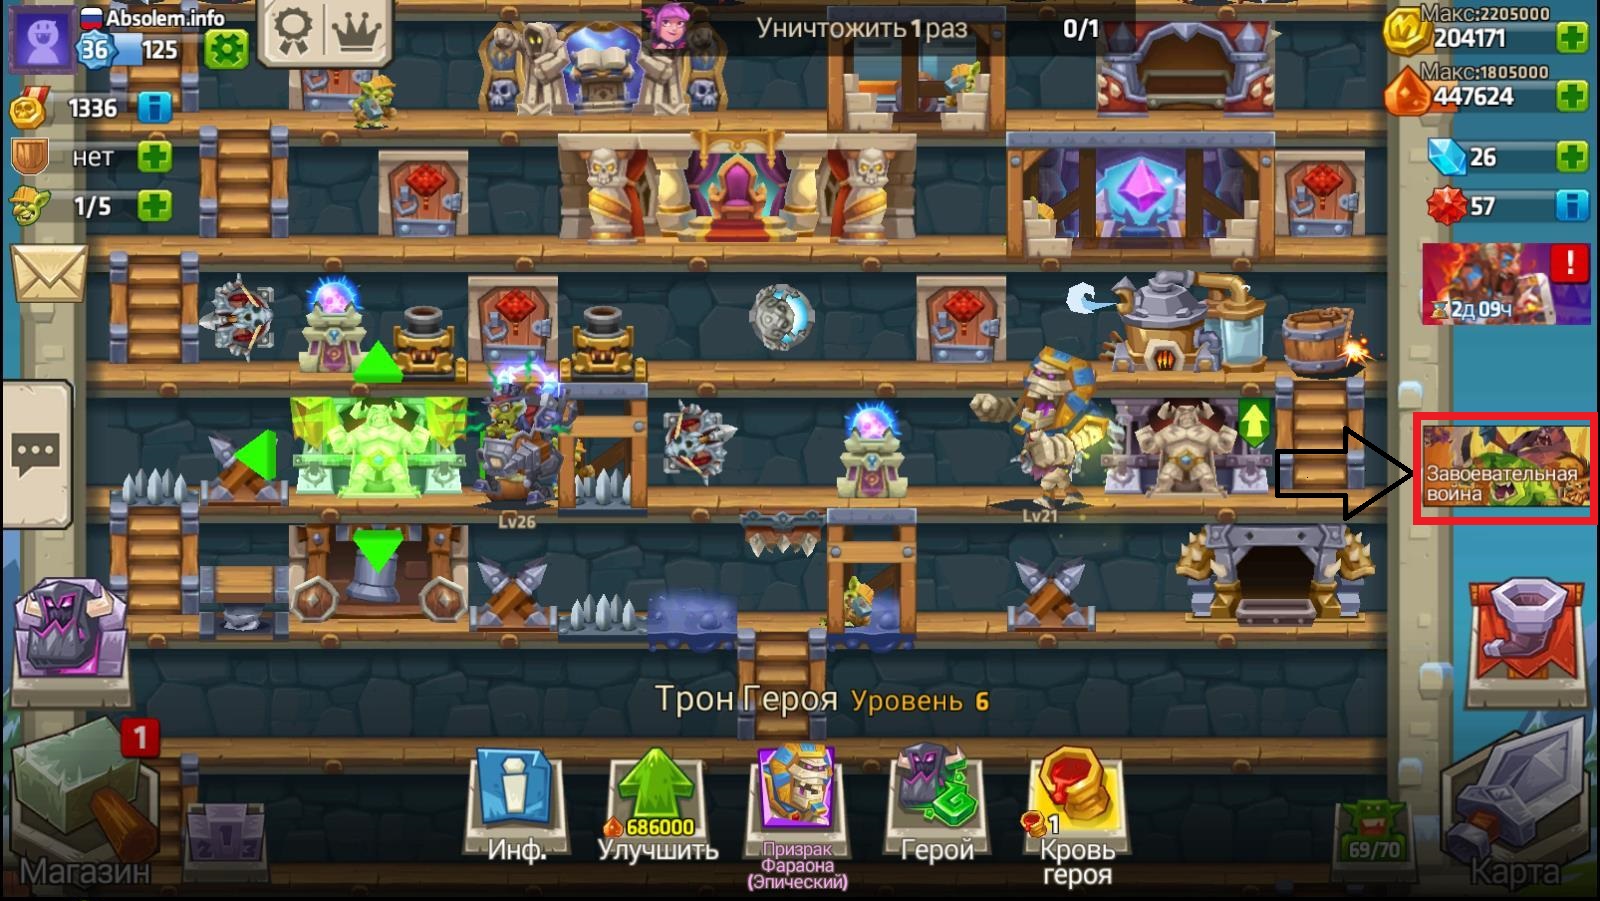 Absolem.info
36
125
1336
нет
1/5
Уничтожить 1 раз
0/1
Макс:2205000
204171
Макс:1805000
447624
26
57
!
2д 09ч
Завоевательная
война
Lv26
Lv21
Трон Героя Уровень 6
1
Магазин
Инф.
686000
Улучшить
Призрак
Фараона
(Эпический)
Герой
1
Кровь
героя
69/70
Карта